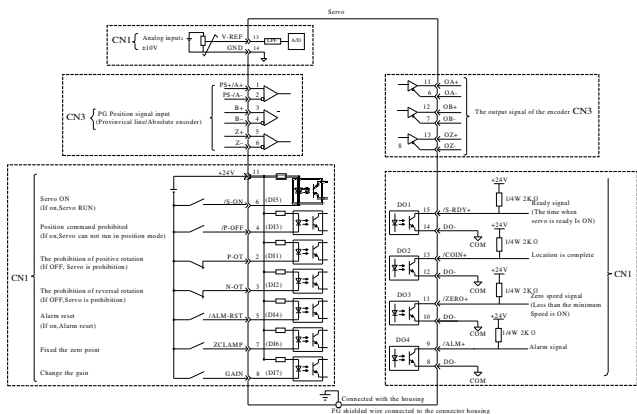 Servo
CN1
Analog input:
±10V
V-REF 13
GND 14
LPF
A/D
CN3
PG Position signal input
(Provinvical line/Absolute encoder)
PS+/A+ 1
PS-/A- 2
B+ 3
B- 4
Z+ 5
Z- 6
11 OA+
6 OA-
12 OB+
7 OB-
13 OZ+
8 OZ-
The output signal of the encoder CN3
CN1
+24V 11
Servo ON
(If on,Servo RUN)
/S-ON 6 (DI5)
Position command prohibited
(If on,Servo can not run in position mode)
/P-OFF 4 (DI3)
The prohibition of positive rotation
(If OFF, Servo is prohibition)
P-OT 2 (DI1)
The prohibition of reversal rotation
(If OFF,Servo is prohibition)
N-OT 3 (DI2)
Alarm reset
(If on,Alarm reset)
/ALM-RST 5 (DI4)
Fixed the zero point
ZCLAMP 7 (DI6)
Change the gain
GAIN 8 (DI7)
+24V
1/4W 2KΩ
DO1
15 /S-RDY+
Ready signal
(The time when
servo is ready Is ON)
14 DO-
COM
+24V
1/4W 2KΩ
DO2
13 /COIN+
Location is complete
12 DO-
COM
+24V
1/4W 2KΩ
DO3
11 /ZERO+
Zero speed signal
(Less than the minimum
Speed is ON)
10 DO-
COM
+24V
1/4W 2KΩ
DO4
9 /ALM+
Alarm signal
8 DO-
COM
CN1
Connected with the housing
FG shielded wire connected to the connector housing